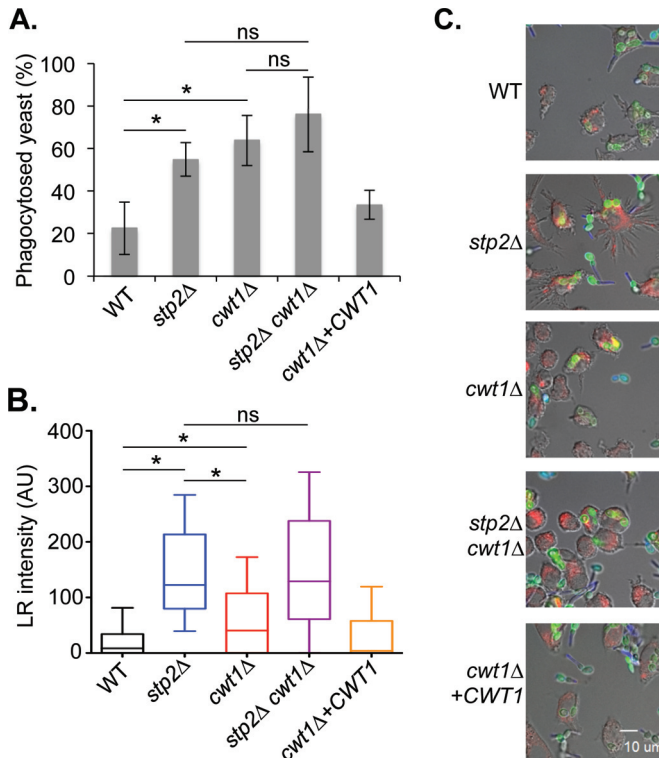 A.
ns
ns
*
*
Phagocytosed yeast (%)
100
80
60
40
20
0
WT
stp2Δ
cwt1Δ
stp2Δ cwt1Δ
cwt1Δ+CWT1
B.
ns
*
*
*
LR intensity (AU)
400
300
200
100
0
WT
stp2Δ
cwt1Δ
stp2Δ cwt1Δ
cwt1Δ+CWT1
C.
WT
stp2Δ
cwt1Δ
stp2Δ
cwt1Δ
cwt1Δ
+CWT1
10 um